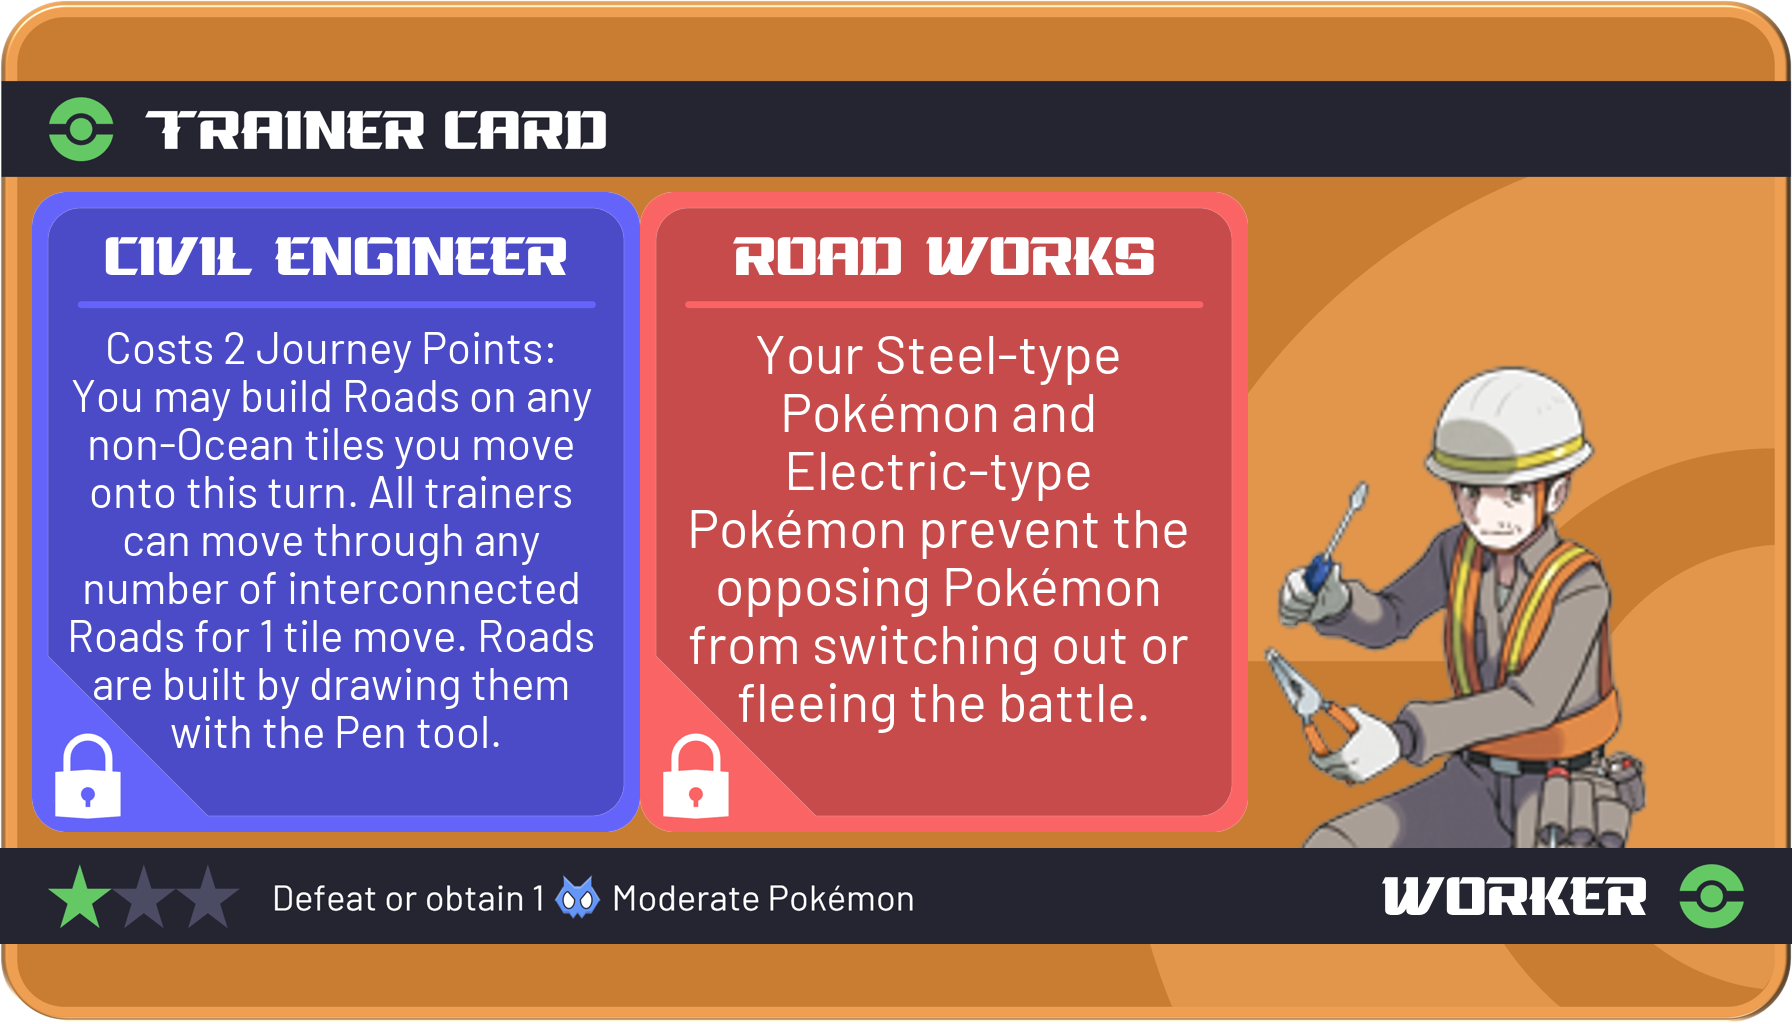 TRAINER CARD
CIVIL ENGINEER
Costs 2 Journey Points:
You may build Roads on any
non-Ocean tiles you move
onto this turn. All trainers
can move through any
number of interconnected
Roads for 1 tile move. Roads
are built by drawing them
with the Pen tool.
ROAD WORKS
Your Steel-type
Pokémon and
Electric-type
Pokémon prevent the
opposing Pokémon
from switching out or
fleeing the battle.
Defeat or obtain 1 Moderate Pokémon
WORKER